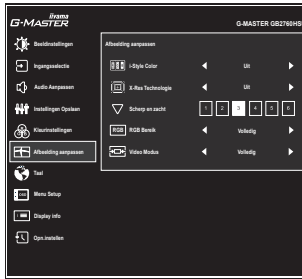 iiyama
G-MASTER
G-MASTER GB2760HS
Beeldinstellingen
Ingangsselectie
Audio Aanpassen
Instellingen Opslaan
Kleurinstellingen
Afbeelding aanpassen
Taal
OSD Menu Setup
Display info
Opn.instellen
Afbeelding aanpassen
i-Style Color Uit
X-Res Technologie Uit
Scherp en zacht 1 2 3 4 5 6
RGB RGB Bereik Volledig
Video Modus Volledig